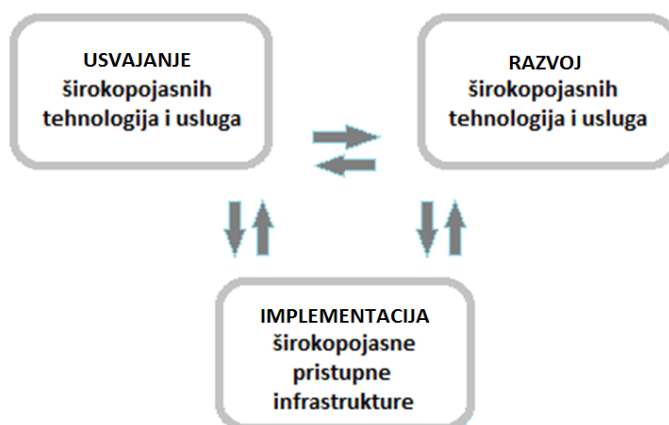 USVAJANJE
širokopojasnih
tehnologija i usluga
RAZVOJ
širokopojasnih
tehnologija i usluga
IMPLEMENTACIJA
širokopojasne
pristupne
infrastrukture